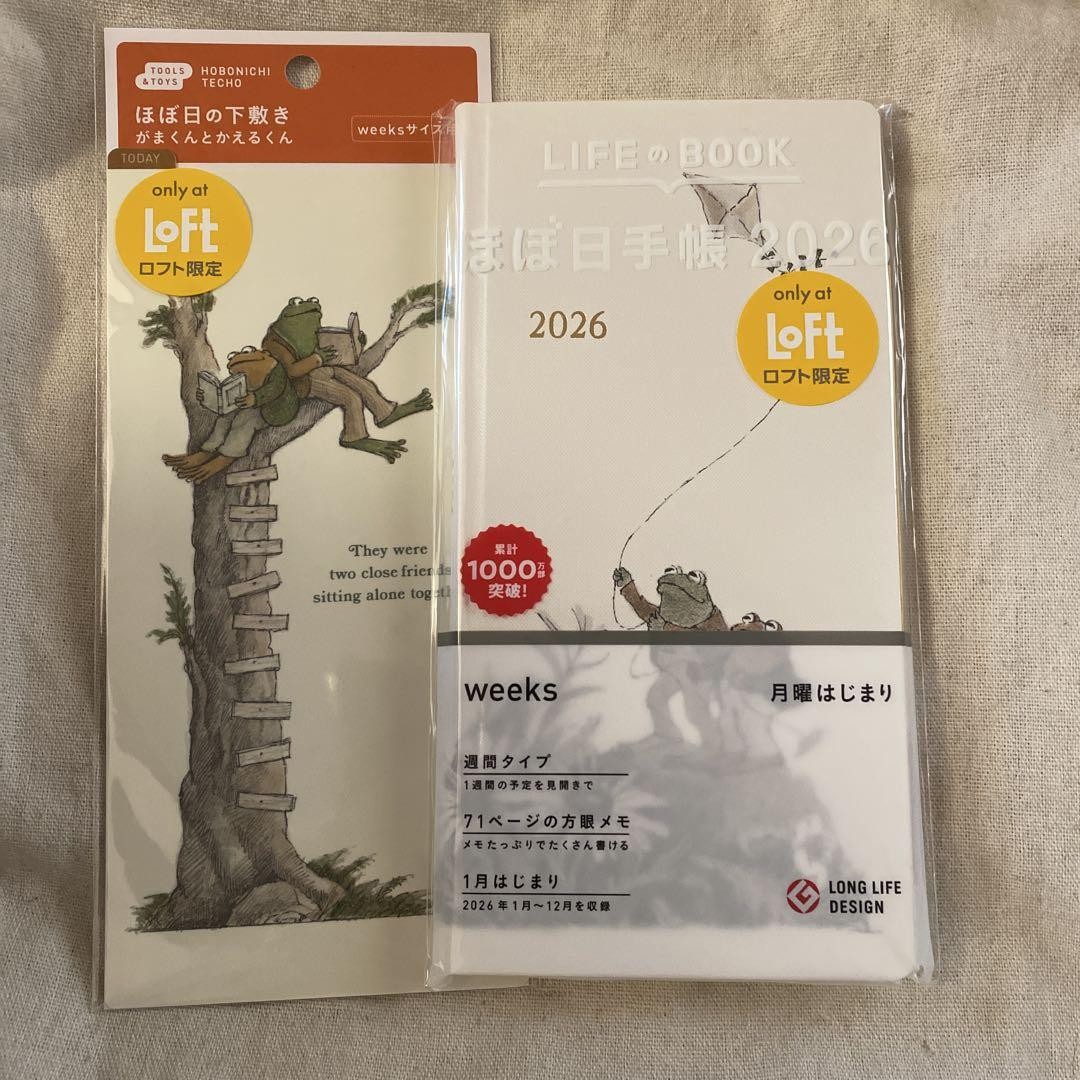 TOOLS
& TOYS
HOBONICHI
TECHO
ほぼ日の下敷き
がまくんとかえるくん
weeksサイズ用
TODAY
only at
LOFT
ロフト限定
They were
two close friends
sitting alone togeth
LIFEのBOOK
ほぼ日手帳 2026
2026
only at
LOFT
ロフト限定
累計
1000万部
突破!
weeks
月曜はじまり
週間タイプ
1週間の予定を見開きで
71ページの方眼メモ
メモたっぷりでたくさん書ける
1月はじまり
2026年1月〜12月を収録
LONG LIFE
DESIGN